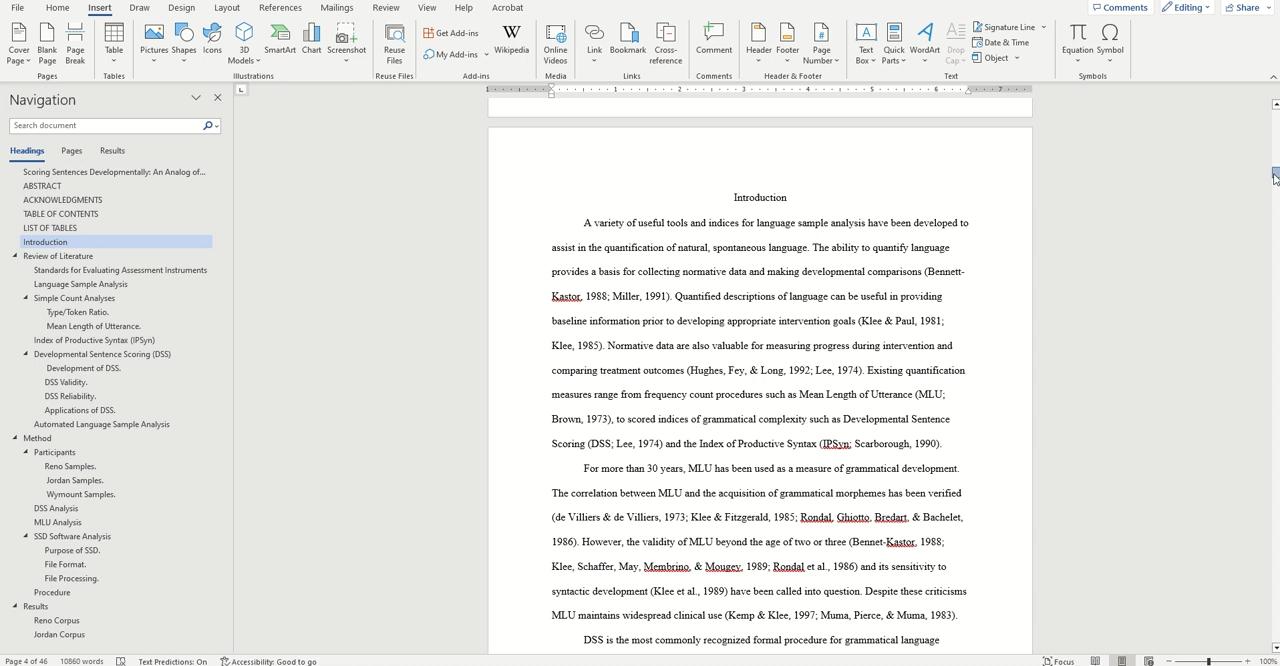 File Home Insert Draw Design Layout References Mailings Review View Help Acrobat Comments Editing Share
Cover Page Blank Page Page Break Table Pictures Shapes Icons 3D Models SmartArt Chart Screenshot Reuse Files Get Add-ins My Add-ins Wikipedia Online Videos Link Bookmark Cross-reference Comment Header Footer Page Number Text Box Quick Parts WordArt Drop Cap Signature Line Date & Time Object Equation Symbol
Pages Tables Illustrations Reuse Files Add-ins Media Links Comments Header & Footer Text Symbols
Navigation
Search document
Headings Pages Results
Scoring Sentences Developmentally: An Analog of...
ABSTRACT
ACKNOWLEDGMENTS
TABLE OF CONTENTS
LIST OF TABLES
Introduction
Review of Literature
Standards for Evaluating Assessment Instruments
Language Sample Analysis
Simple Count Analyses
Type/Token Ratio.
Mean Length of Utterance.
Index of Productive Syntax (IPSyn)
Developmental Sentence Scoring (DSS)
Development of DSS.
DSS Validity.
DSS Reliability.
Applications of DSS.
Automated Language Sample Analysis
Method
Participants
Reno Samples.
Jordan Samples.
Wymount Samples.
DSS Analysis
MLU Analysis
SSD Software Analysis
Purpose of SSD.
File Format.
File Processing.
Procedure
Results
Reno Corpus
Jordan Corpus
1 1 2 3 4 5 6 7
Introduction
A variety of useful tools and indices for language sample analysis have been developed to
assist in the quantification of natural, spontaneous language. The ability to quantify language
provides a basis for collecting normative data and making developmental comparisons (Bennett-
Kastor, 1988; Miller, 1991). Quantified descriptions of language can be useful in providing
baseline information prior to developing appropriate intervention goals (Klee & Paul, 1981;
Klee, 1985). Normative data are also valuable for measuring progress during intervention and
comparing treatment outcomes (Hughes, Fey, & Long, 1992; Lee, 1974). Existing quantification
measures range from frequency count procedures such as Mean Length of Utterance (MLU;
Brown, 1973), to scored indices of grammatical complexity such as Developmental Sentence
Scoring (DSS; Lee, 1974) and the Index of Productive Syntax (IPSyn; Scarborough, 1990).
For more than 30 years, MLU has been used as a measure of grammatical development.
The correlation between MLU and the acquisition of grammatical morphemes has been verified
(de Villiers & de Villiers, 1973; Klee & Fitzgerald, 1985; Rondal, Ghiotto, Bredart, & Bachelet,
1986). However, the validity of MLU beyond the age of two or three (Bennet-Kastor, 1988;
Klee, Schaffer, May, Membrino, & Mougey, 1989; Rondal et al., 1986) and its sensitivity to
syntactic development (Klee et al., 1989) have been called into question. Despite these criticisms
MLU maintains widespread clinical use (Kemp & Klee, 1997; Muma, Pierce, & Muma, 1983).
DSS is the most commonly recognized formal procedure for grammatical language
Page 4 of 46 10860 words Text Predictions: On Accessibility: Good to go Focus 100%